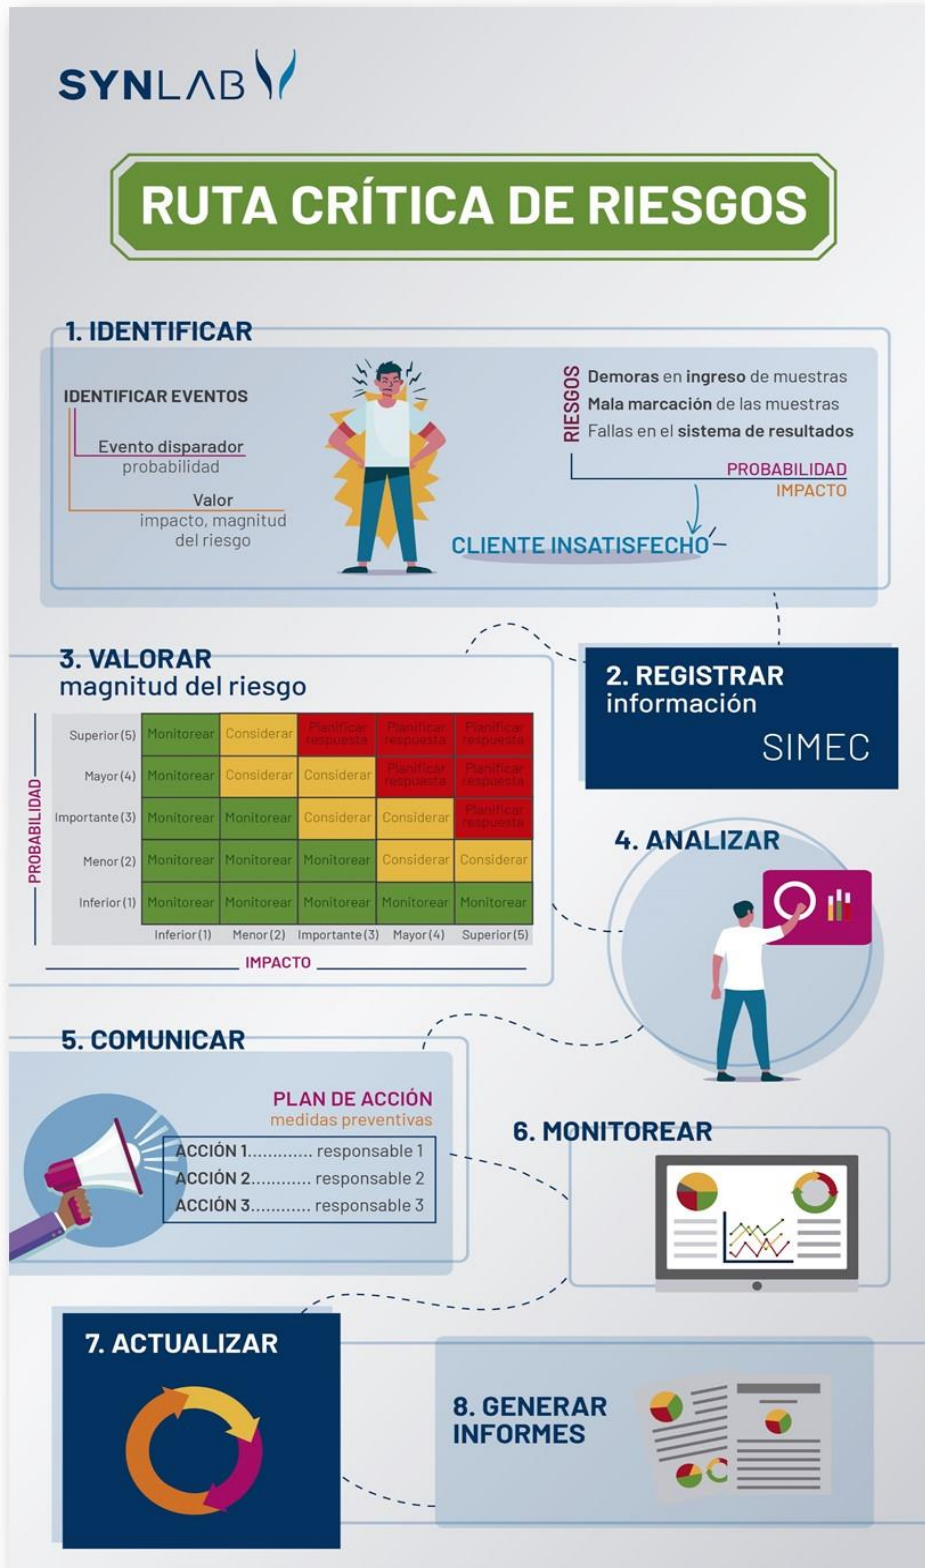 SYNLAB
RUTA CRÍTICA DE RIESGOS
1. IDENTIFICAR
IDENTIFICAR EVENTOS
Evento disparador
probabilidad
Valor
impacto, magnitud
del riesgo
RIESGOS
Demoras en ingreso de muestras
Mala marcación de las muestras
Fallas en el sistema de resultados
PROBABILIDAD
IMPACTO
CLIENTE INSATISFECHO
2. REGISTRAR
información
SIMEC
3. VALORAR
magnitud del riesgo
PROBABILIDAD
Superior (5) Monitorear Considerar Planificar respuesta Planificar respuesta Planificar respuesta
Mayor (4) Monitorear Considerar Considerar Planificar respuesta Planificar respuesta
Importante (3) Monitorear Monitorear Considerar Considerar Planificar respuesta
Menor (2) Monitorear Monitorear Monitorear Considerar Considerar
Inferior (1) Monitorear Monitorear Monitorear Monitorear Monitorear
Inferior (1) Menor (2) Importante (3) Mayor (4) Superior (5)
IMPACTO
4. ANALIZAR
5. COMUNICAR
PLAN DE ACCIÓN
medidas preventivas
ACCIÓN 1............. responsable 1
ACCIÓN 2............ responsable 2
ACCIÓN 3............ responsable 3
6. MONITOREAR
7. ACTUALIZAR
8. GENERAR
INFORMES